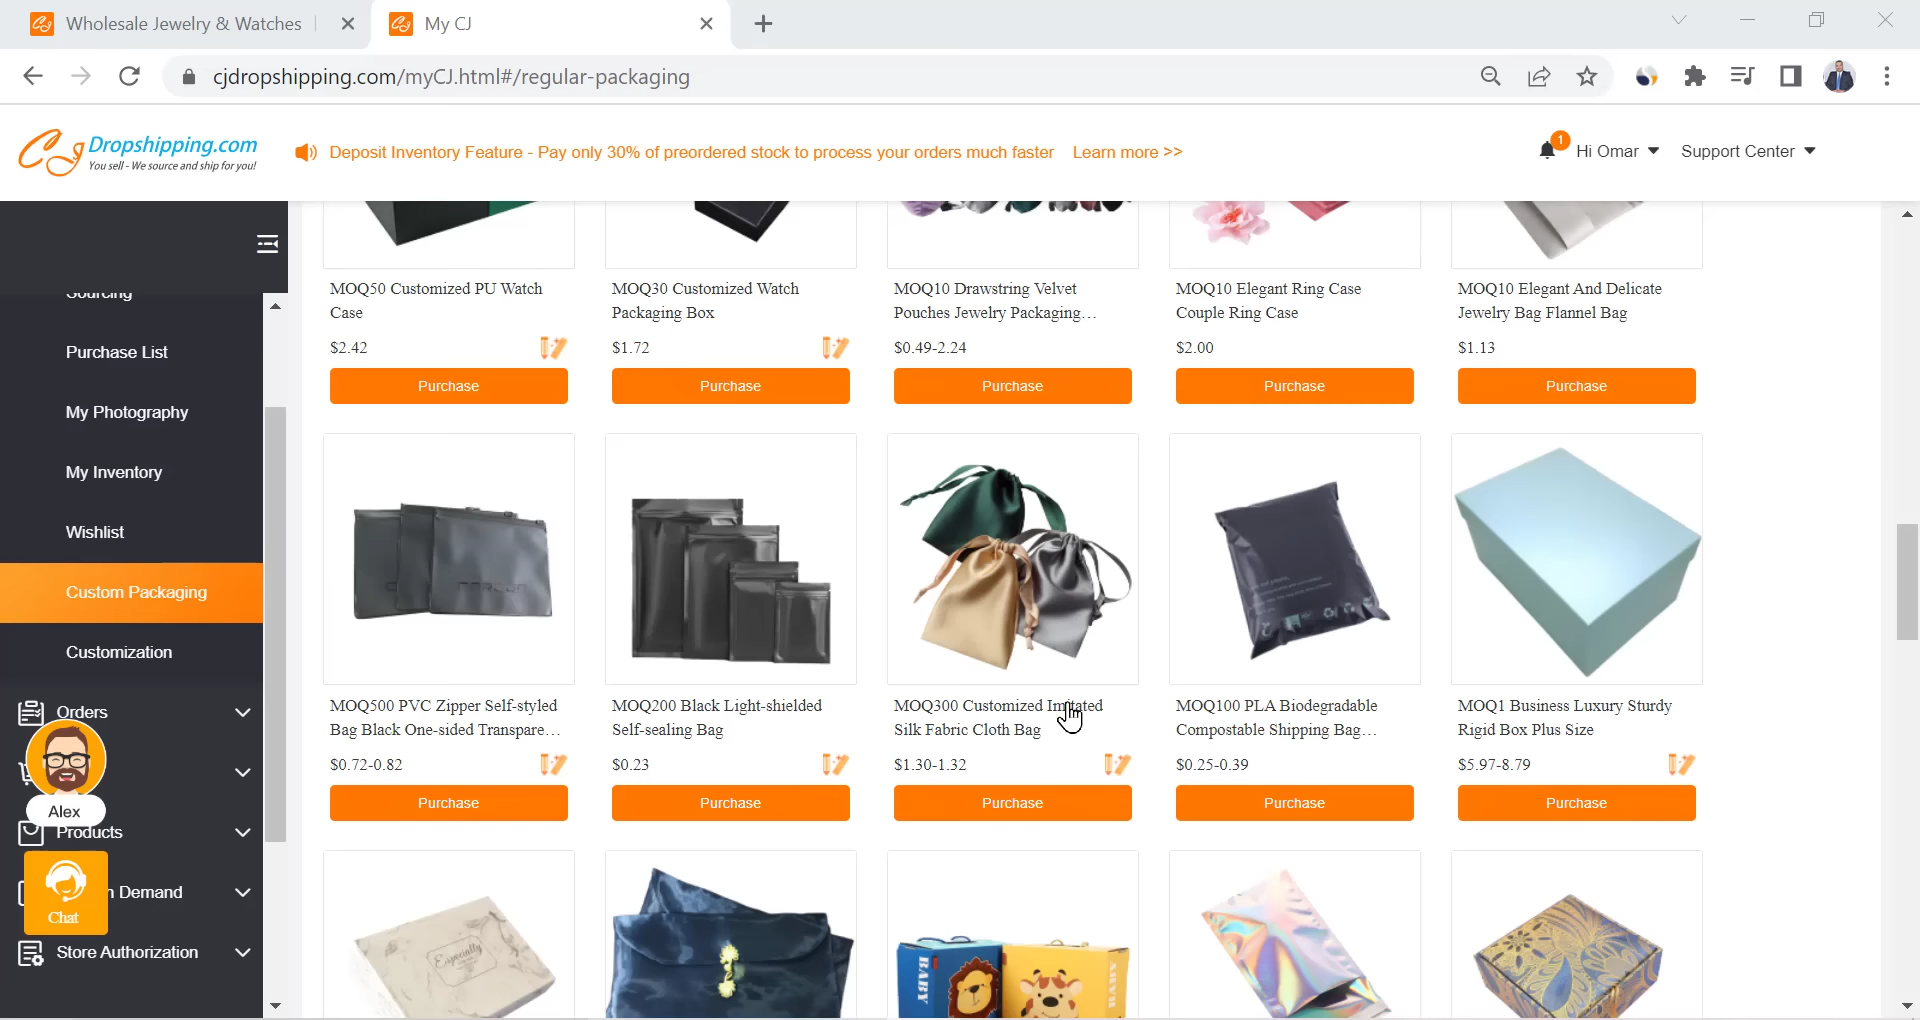 Wholesale Jewelry & Watches
My CJ
cjdropshipping.com/myCJ.html#/regular-packaging
CJ Dropshipping.com
You sell - We source and ship for you!
Deposit Inventory Feature - Pay only 30% of preordered stock to process your orders much faster Learn more >>
1
Hi Omar
Support Center
Sourcing
Purchase List
My Photography
My Inventory
Wishlist
Custom Packaging
Customization
Orders
Alex
Products
n Demand
Chat
Store Authorization
MOQ50 Customized PU Watch
Case
$2.42
Purchase
MOQ30 Customized Watch
Packaging Box
$1.72
Purchase
MOQ10 Drawstring Velvet
Pouches Jewelry Packaging...
$0.49-2.24
Purchase
MOQ10 Elegant Ring Case
Couple Ring Case
$2.00
Purchase
MOQ10 Elegant And Delicate
Jewelry Bag Flannel Bag
$1.13
Purchase
MOQ500 PVC Zipper Self-styled
Bag Black One-sided Transpare...
$0.72-0.82
Purchase
MOQ200 Black Light-shielded
Self-sealing Bag
$0.23
Purchase
MOQ300 Customized Imitated
Silk Fabric Cloth Bag
$1.30-1.32
Purchase
MOQ100 PLA Biodegradable
Compostable Shipping Bag...
$0.25-0.39
Purchase
MOQ1 Business Luxury Sturdy
Rigid Box Plus Size
$5.97-8.79
Purchase
Especially
BABY
BABY